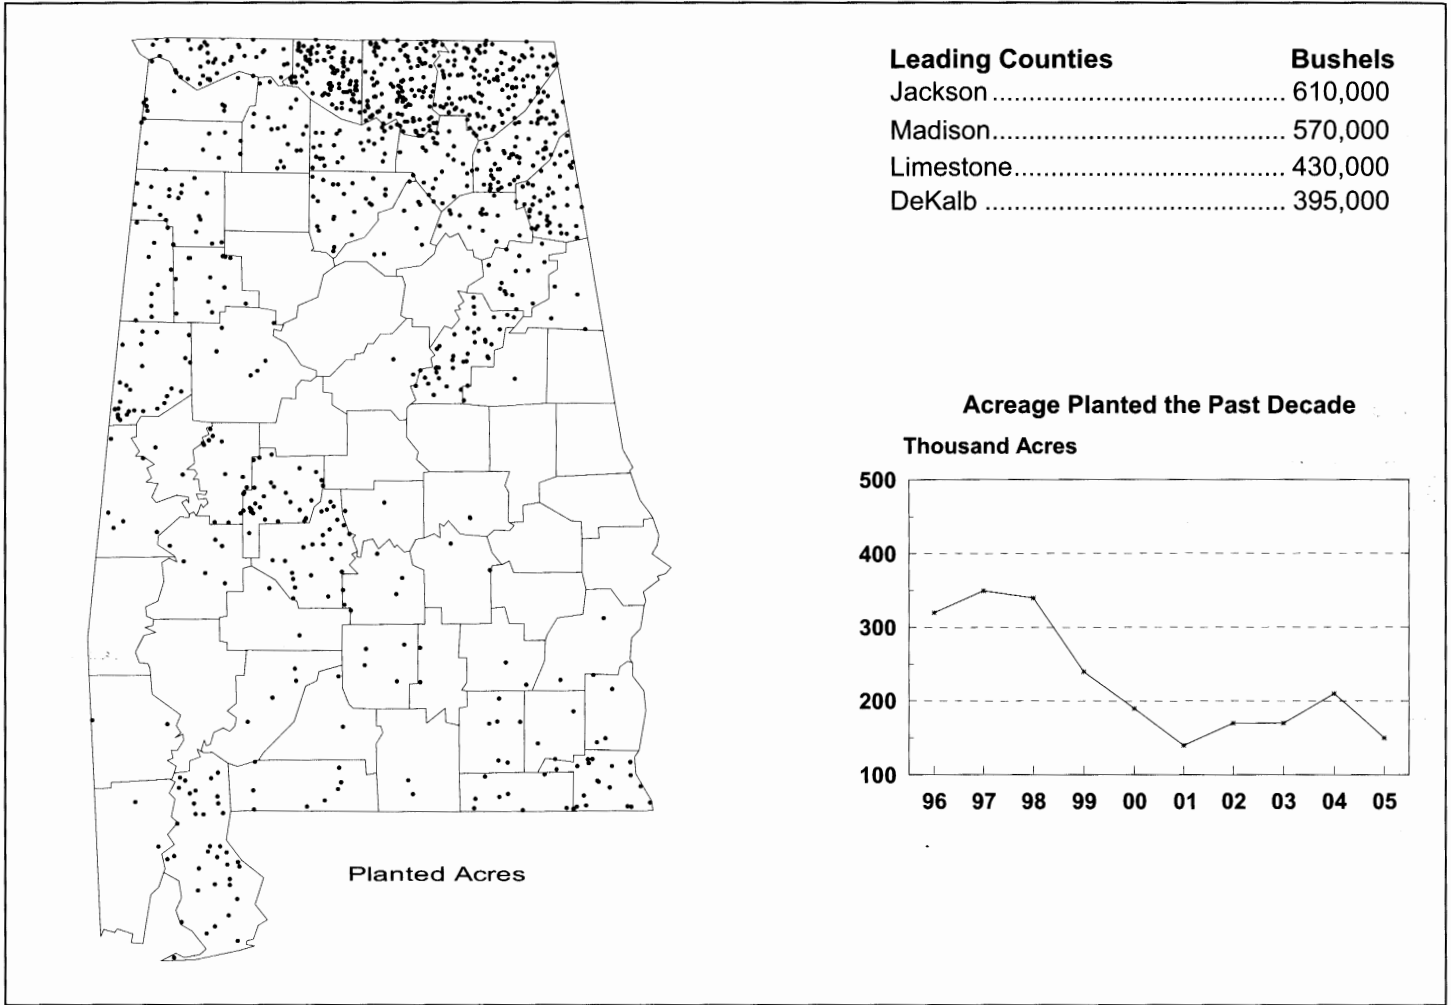 Leading Counties Bushels
Jackson ....................................... 610,000
Madison....................................... 570,000
Limestone.................................... 430,000
DeKalb ........................................ 395,000
Acreage Planted the Past Decade
Thousand Acres
500
400
300
200
100
96 97 98 99 00 01 02 03 04 05
Planted Acres